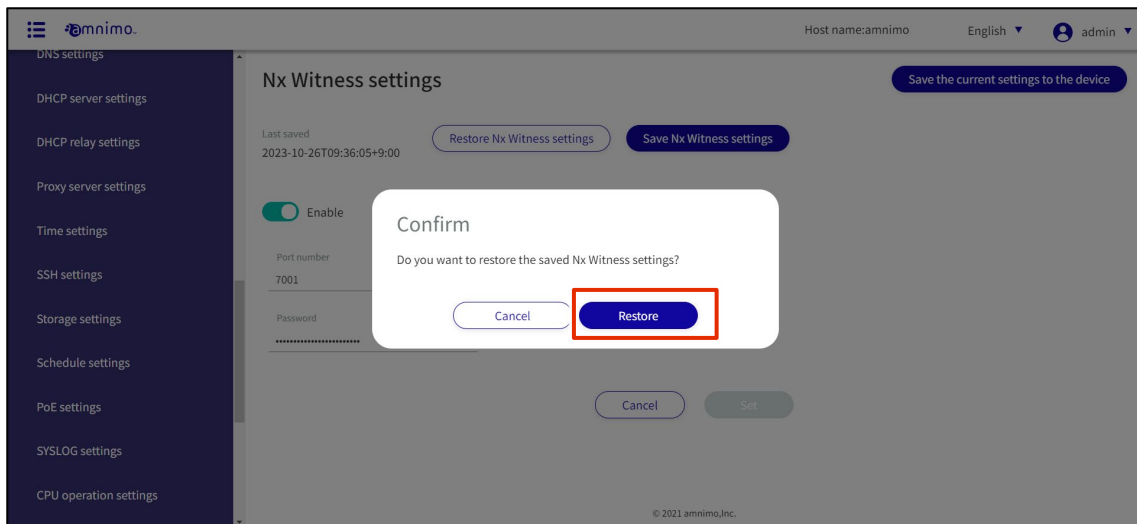 amnimo
Host name:amnimo
English
admin
DNS settings
DHCP server settings
DHCP relay settings
Proxy server settings
Time settings
SSH settings
Storage settings
Schedule settings
PoE settings
SYSLOG settings
CPU operation settings
Nx Witness settings
Save the current settings to the device
Last saved
2023-10-26T09:36:05+9:00
Restore Nx Witness settings
Save Nx Witness settings
Enable
Port number
7001
Password
Confirm
Do you want to restore the saved Nx Witness settings?
Cancel
Restore
Cancel
Set
© 2021 amnimo,Inc.